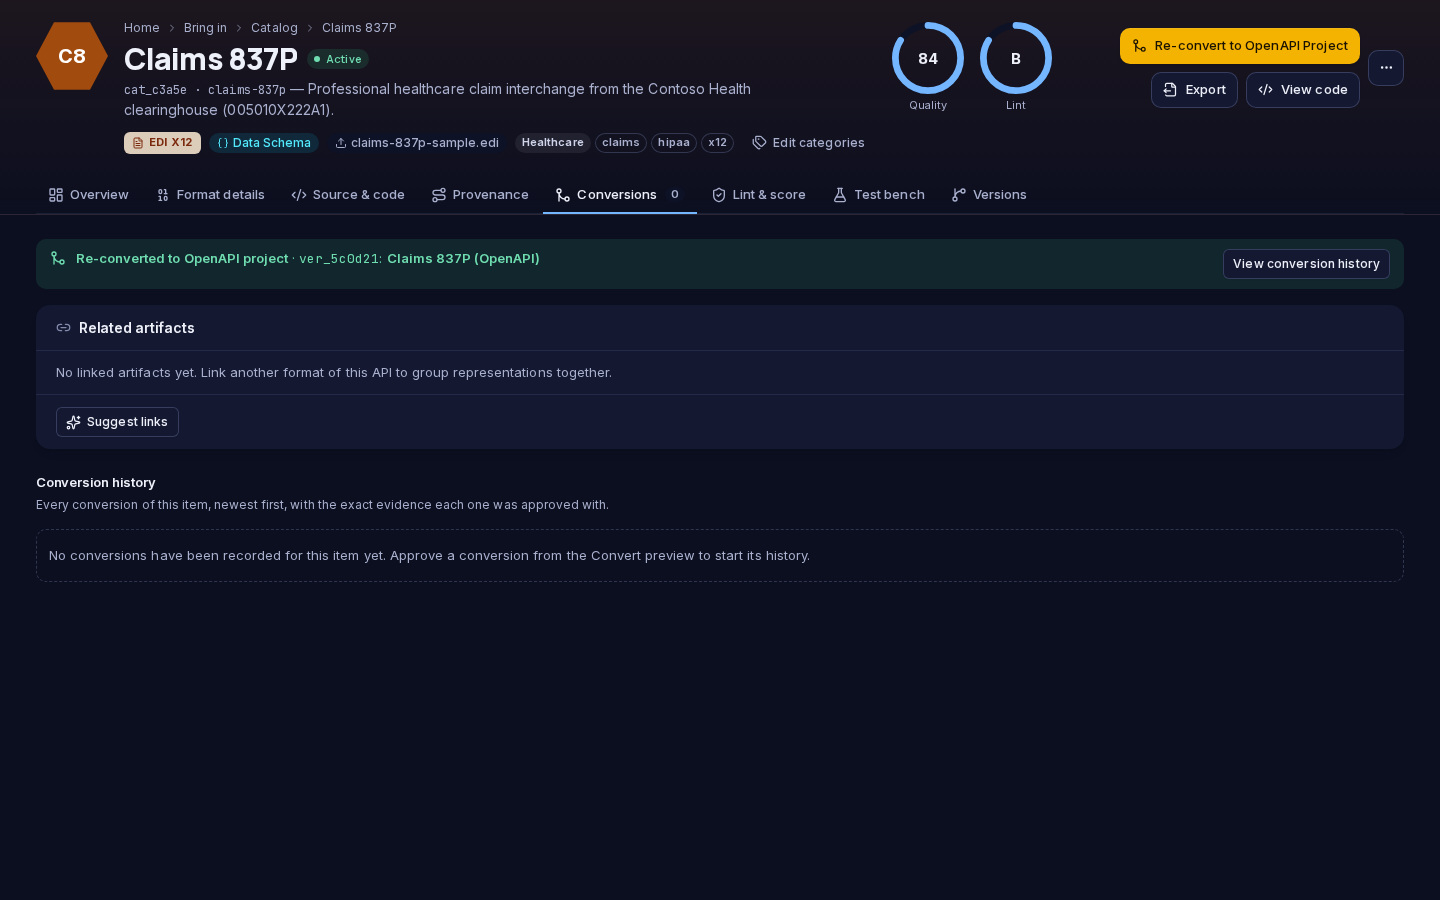 C8
Home > Bring in > Catalog > Claims 837P
Claims 837P
Active
cat_c3a5e · claims-837p — Professional healthcare claim interchange from the Contoso Health
clearinghouse (005010X222A1).
EDI X12
{} Data Schema
claims-837p-sample.edi
Healthcare
claims
hipaa
x12
Edit categories
84
Quality
B
Lint
Re-convert to OpenAPI Project
Export
View code
Overview
Format details
Source & code
Provenance
Conversions 0
Lint & score
Test bench
Versions
Re-converted to OpenAPI project · ver_5c0d21: Claims 837P (OpenAPI)
View conversion history
Related artifacts
No linked artifacts yet. Link another format of this API to group representations together.
Suggest links
Conversion history
Every conversion of this item, newest first, with the exact evidence each one was approved with.
No conversions have been recorded for this item yet. Approve a conversion from the Convert preview to start its history.